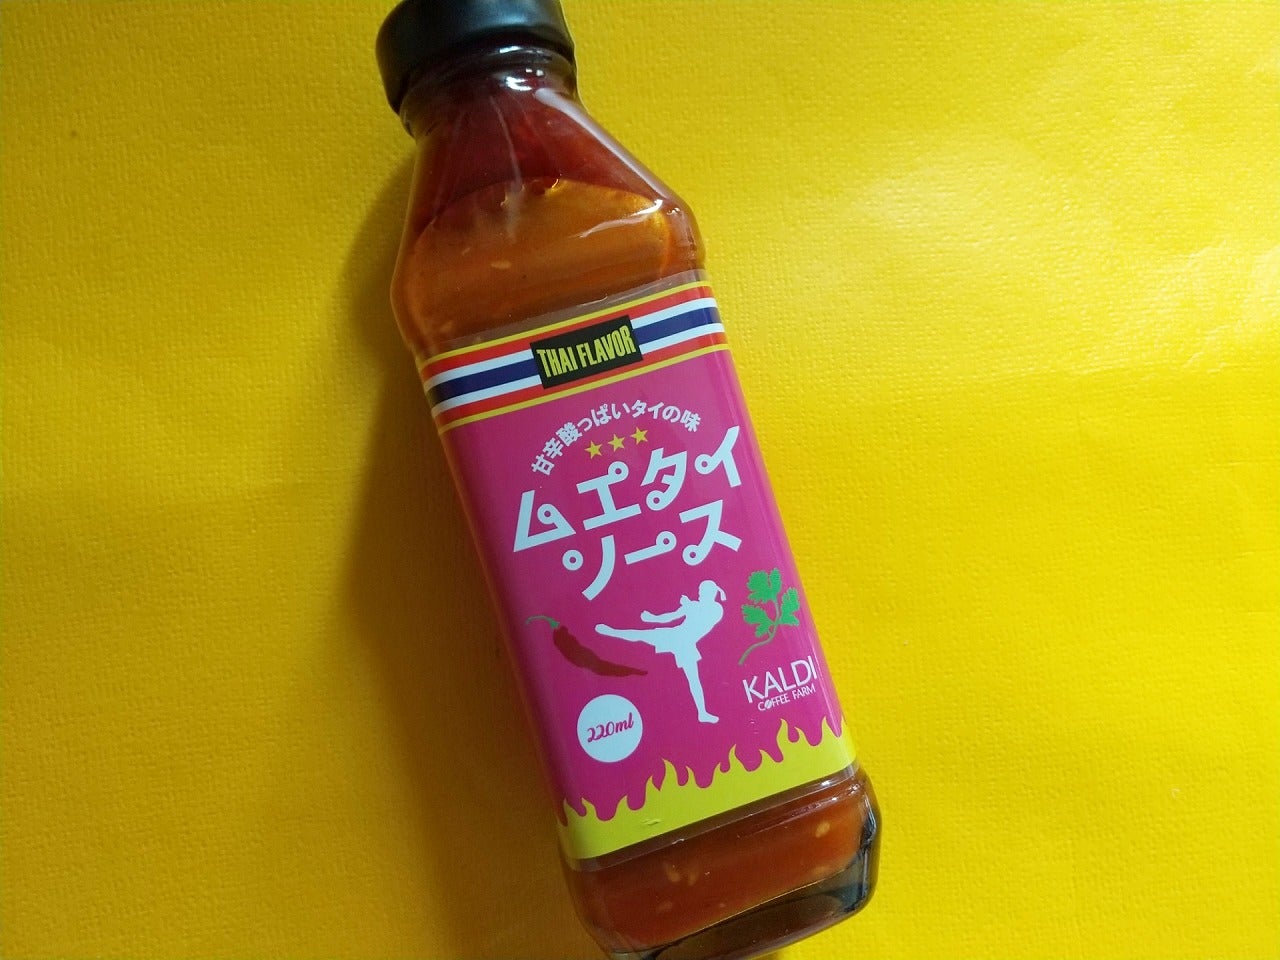 THAI FLAVOR
甘辛酸っぱいタイの味
ムエタイ
ソース
KALDI
COFFEE FARM
220ml